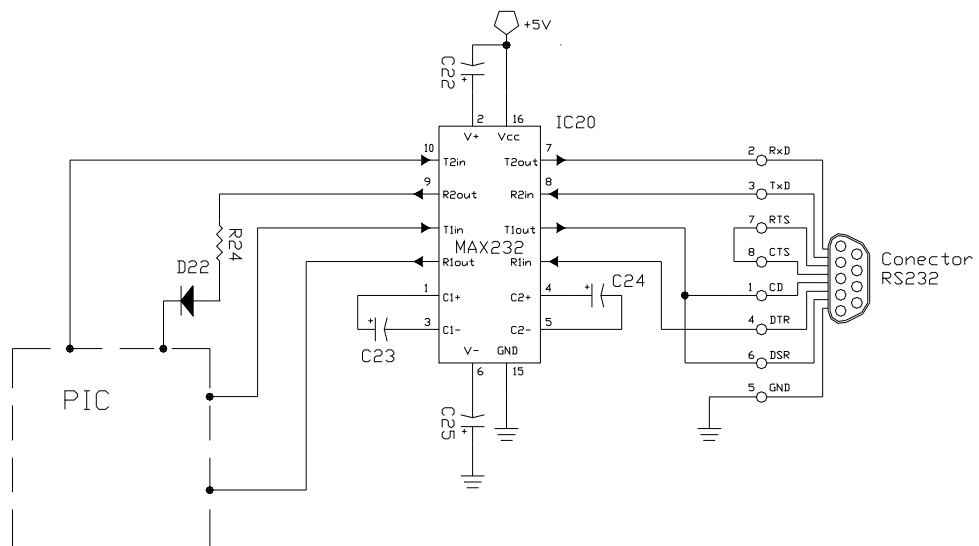 +5V
C22
2 16
IC20
V+ Vcc
10 T2in T2out 7 2 RxD
9 R2out R2in 8 3 TxD
T1in T1out 7 RTS
R24
MAX232
R1out R1in 8 CTS
D22
Conector
RS232
1 C1+ C2+ 4 C24 1 CD
3 C1- C2- 5 4 DTR
C23
V- GND 6 DSR
6 15
PIC
5 GND
C25
+
+
+
+